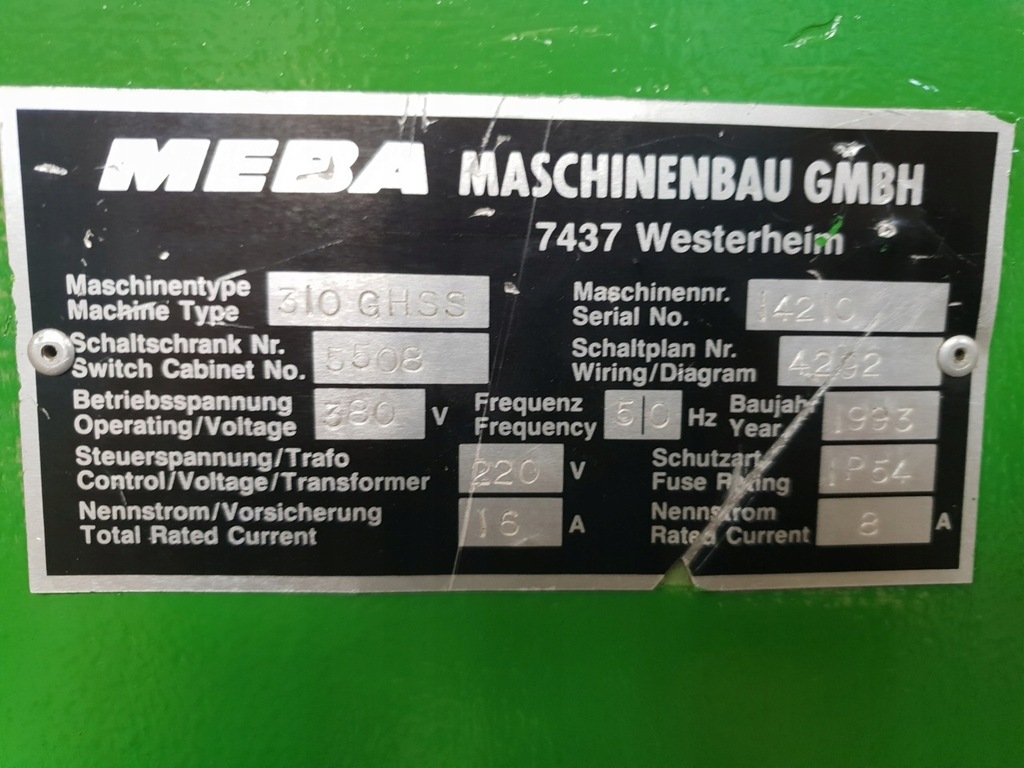 MEBA MASCHINENBAU GMBH
7437 Westerheim
Maschinentype 310 GHSS Maschinennr. 14210
Machine Type Serial No.
Schaltschrank Nr. 5508 Schaltplan Nr. 4292
Switch Cabinet No. Wiring/Diagram
Betriebsspannung 380 V Frequenz 50 Hz Baujahr 1993
Operating/Voltage Frequency Year
Steuerspannung/Trafo 220 V Schutzart IP54
Control/Voltage/Transformer Fuse Rating
Nennstrom/Vorsicherung 16 A Nennstrom 8 A
Total Rated Current Rated Current